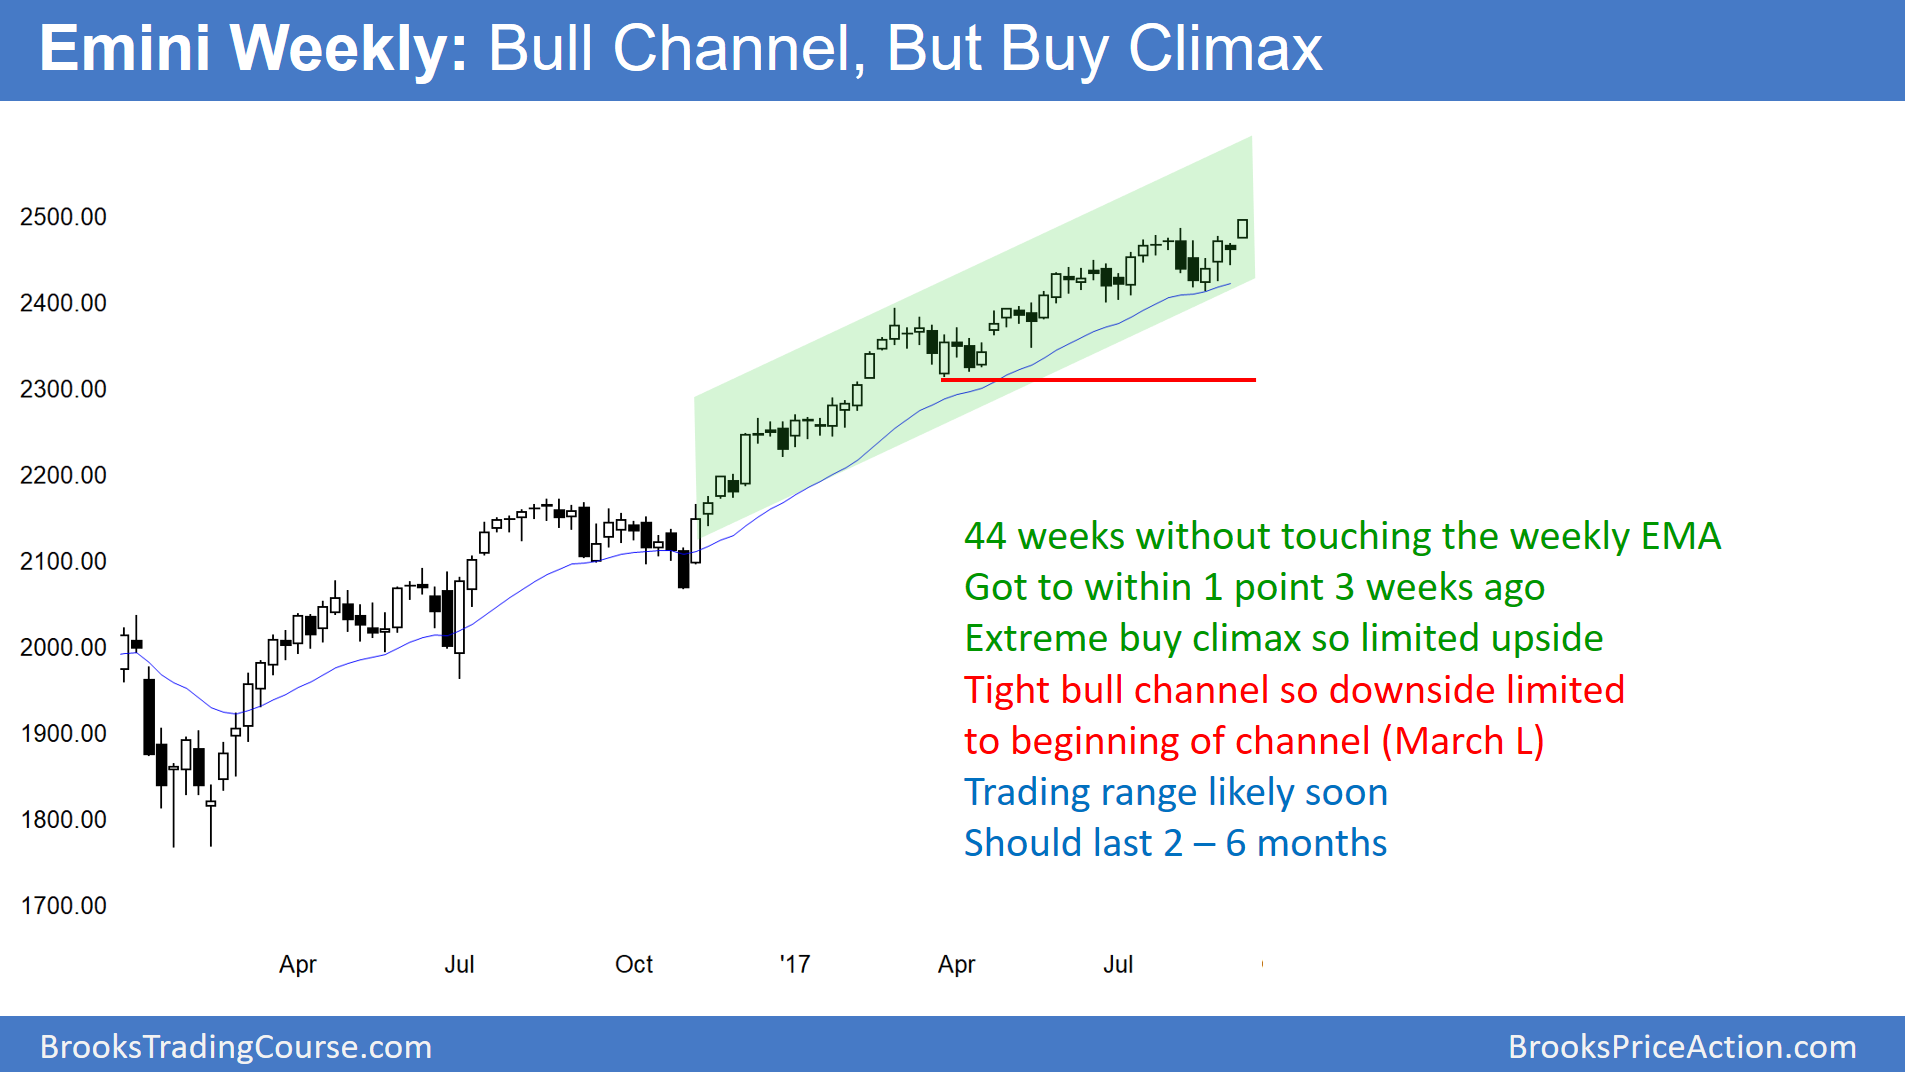 Emini Weekly: Bull Channel, But Buy Climax
2500.00
2400.00
2300.00
2200.00
2100.00
2000.00
1900.00
1800.00
1700.00
Apr Jul Oct '17 Apr Jul
44 weeks without touching the weekly EMA
Got to within 1 point 3 weeks ago
Extreme buy climax so limited upside
Tight bull channel so downside limited
to beginning of channel (March L)
Trading range likely soon
Should last 2 – 6 months
BrooksTradingCourse.com
BrooksPriceAction.com